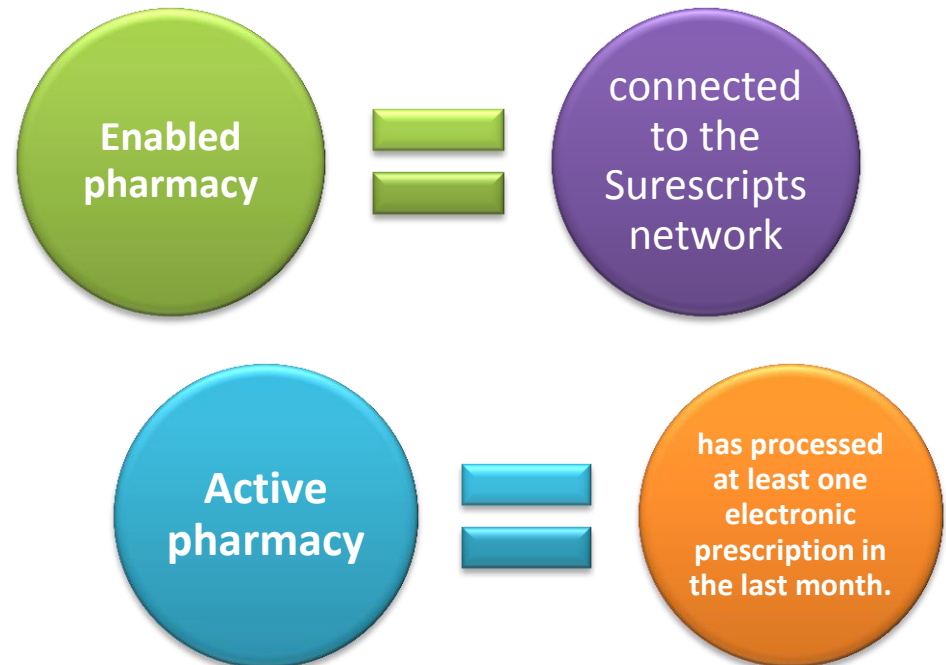 Enabled
pharmacy
connected
to the
Surescripts
network
Active
pharmacy
has processed
at least one
electronic
prescription in
the last month.